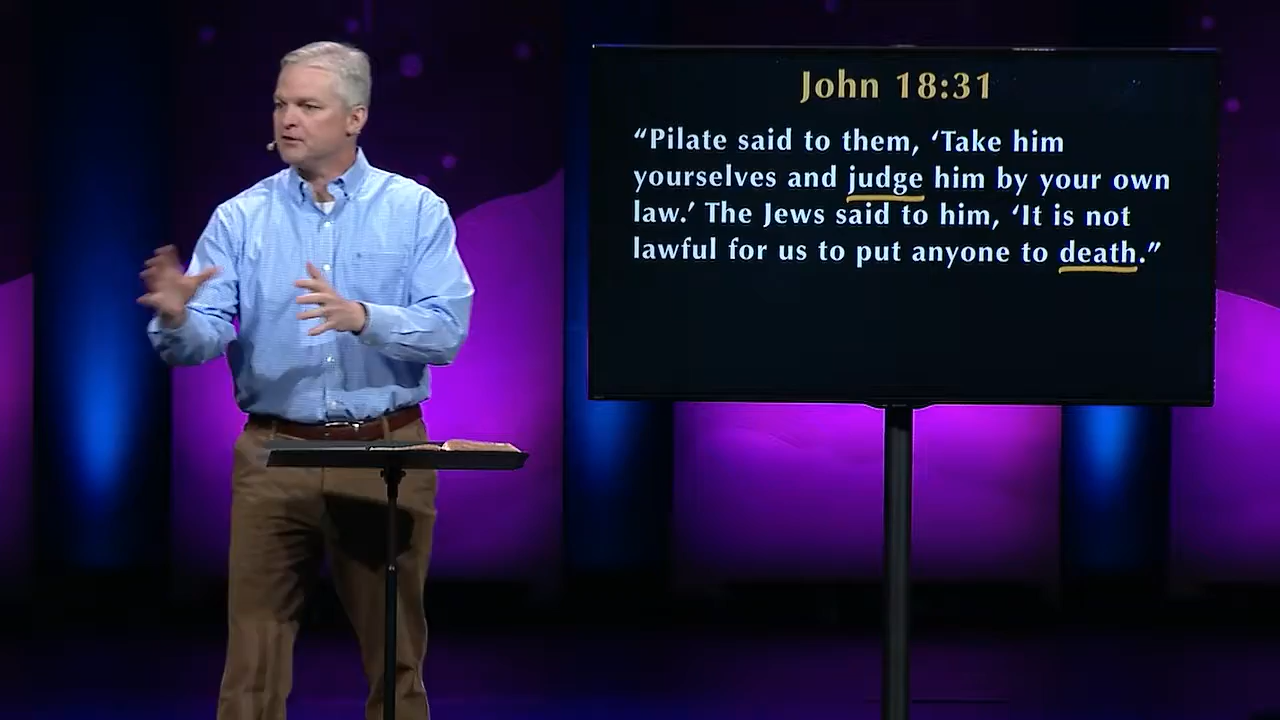 John 18:31
“Pilate said to them, ‘Take him
yourselves and judge him by your own
law.’ The Jews said to him, ‘It is not
lawful for us to put anyone to death.”